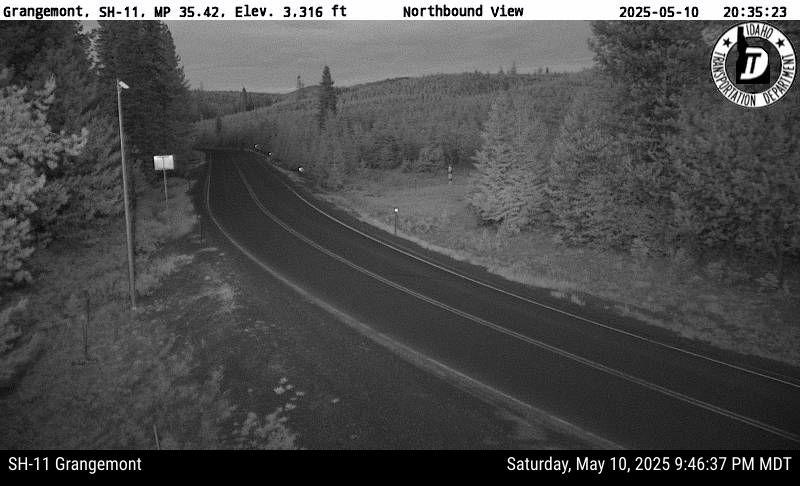 Grangemont, SH-11, MP 35.42, Elev. 3,316 ft Northbound View 2025-05-10 20:35:23
IDAHO
TRANSPORTATION DEPARTMENT
SH-11 Grangemont Saturday, May 10, 2025 9:46:37 PM MDT